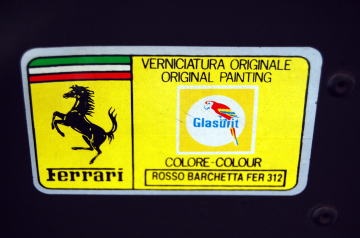 VERNICIATURA ORIGINALE
ORIGINAL PAINTING
Glasurit
COLORE-COLOUR
ROSSO BARCHETTA FER 312
Ferrari